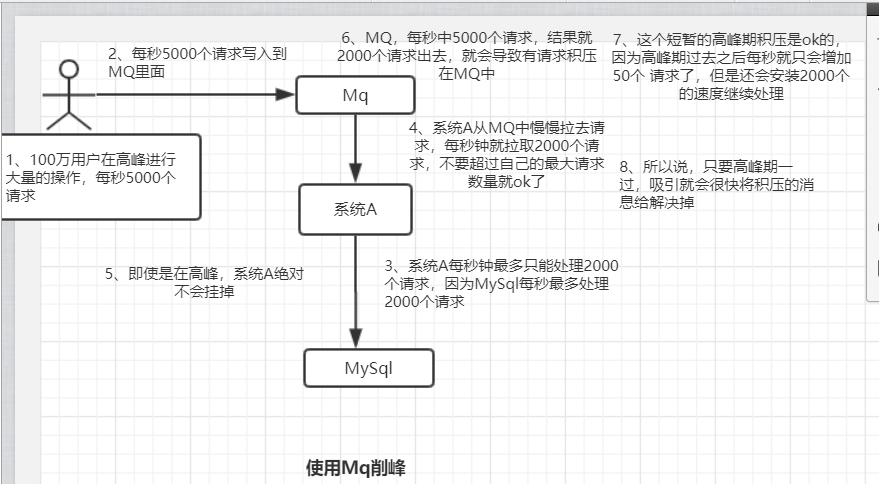 1、100万用户在高峰进行
大量的操作，每秒5000个
请求
2、每秒5000个请求写入到
MQ里面
Mq
系统A
3、系统A每秒钟最多只能处理2000
个请求，因为MySql每秒最多处理
2000个请求
MySql
4、系统A从MQ中慢慢拉去请
求，每秒钟就拉取2000个请
求，不要超过自己的最大请求
数量就ok了
5、即使是在高峰，系统A绝对
不会挂掉
6、MQ，每秒中5000个请求，结果就
2000个请求出去，就会导致有请求积压
在MQ中
7、这个短暂的高峰期积压是ok的，
因为高峰期过去之后每秒就只会增加
50个 请求了，但是还会安装2000个
的速度继续处理
8、所以说，只要高峰期一
过，吸引就会很快将积压的消
息给解决掉
使用Mq削峰